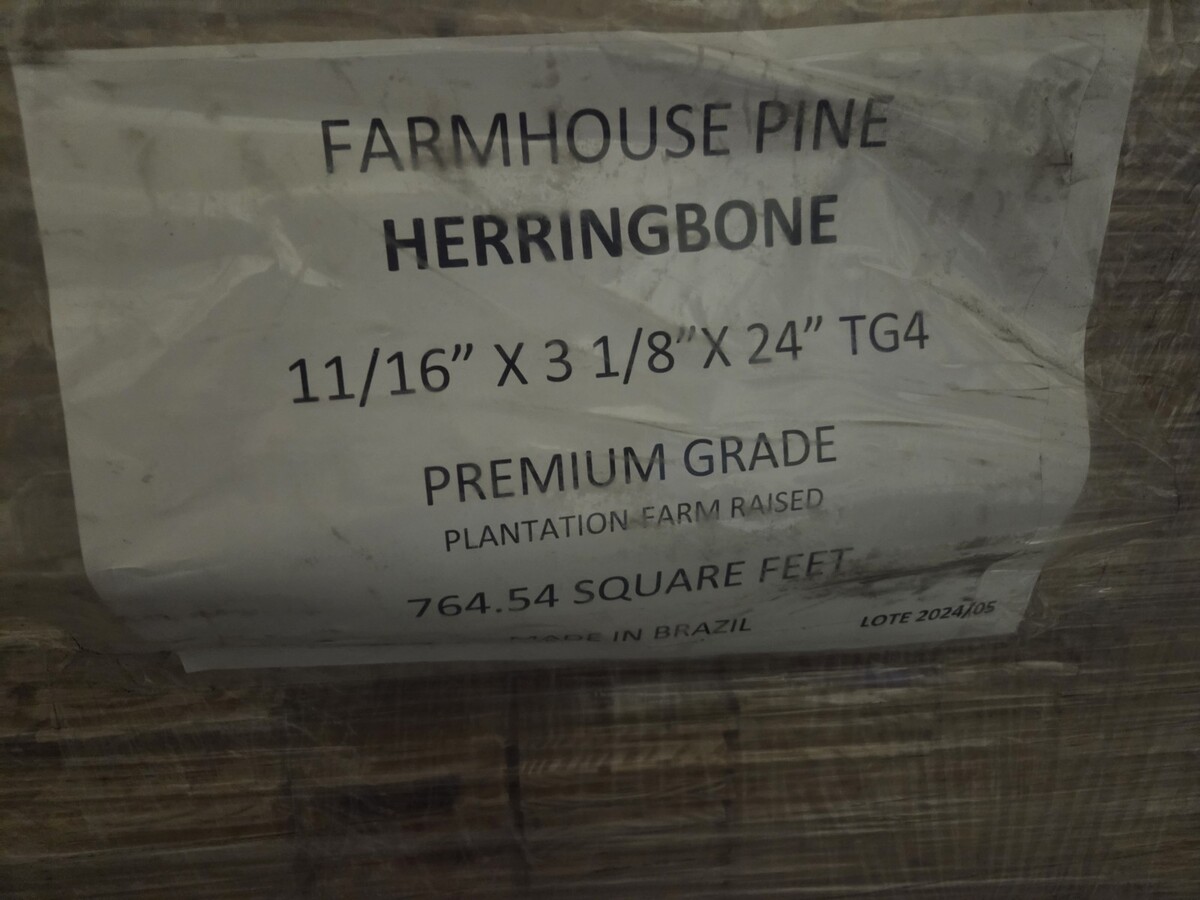 FARMHOUSE PINE
HERRINGBONE
11/16” X 3 1/8”X 24” TG4
PREMIUM GRADE
PLANTATION FARM RAISED
764.54 SQUARE FEET
MADE IN BRAZIL
LOTE 2024/05